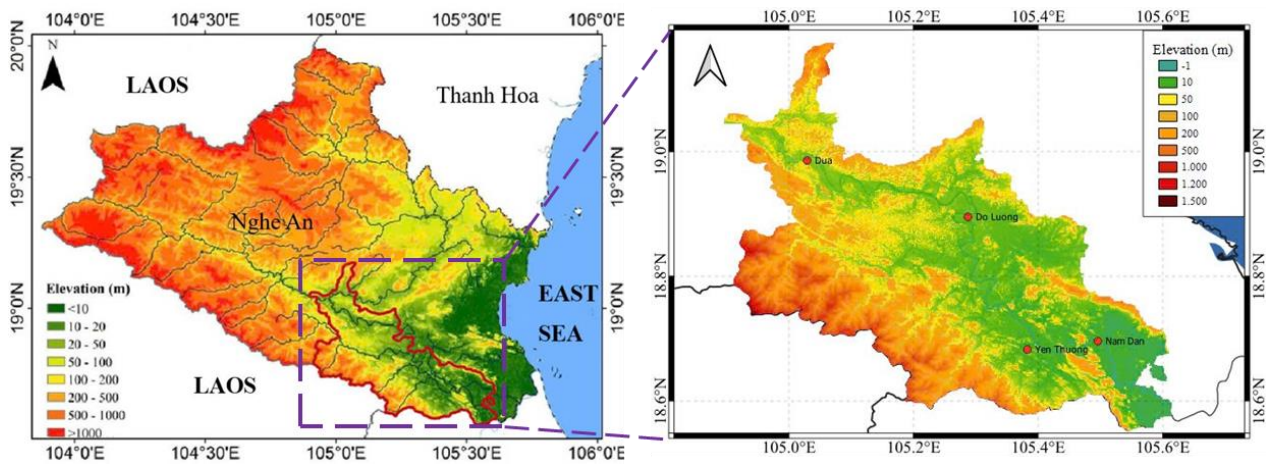 104°0'E 104°30'E 105°0'E 105°30'E 106°0'E
20°0'N
19°30'N
19°0'N
N
LAOS
Thanh Hoa
Nghe An
EAST
SEA
LAOS
Elevation (m)
<10
10 - 20
20 - 50
50 - 100
100 - 200
200 - 500
500 - 1000
>1000
19°30'N
19°0'N
104°0'E 104°30'E 105°0'E 105°30'E 106°0'E
105.0°E 105.2°E 105.4°E 105.6°E
19.0°N
18.8°N
18.6°N
Elevation (m)
-1
10
50
100
200
500
1.000
1.200
1.500
Dua
Do Luong
Yen Thuong
Nam Dan
19.0°N
18.8°N
18.6°N
105.0°E 105.2°E 105.4°E 105.6°E